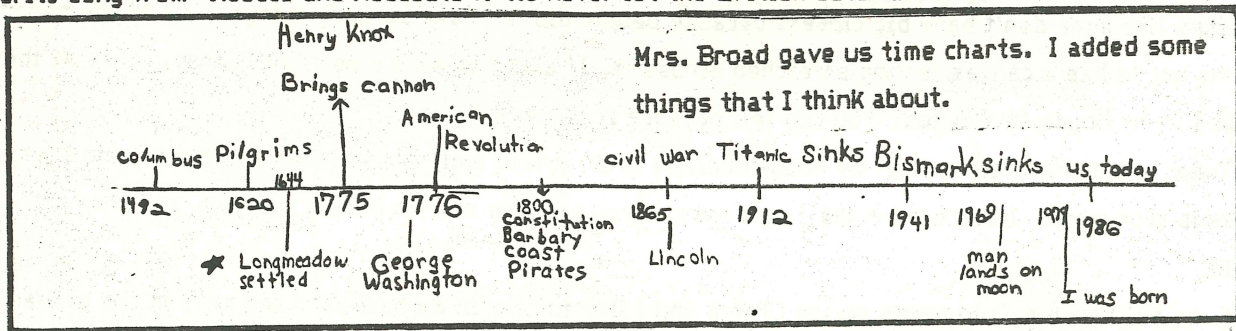 Henry Knox
Brings cannon
Mrs. Broad gave us time charts. I added some
things that I think about.
American
Revolution
columbus Pilgrims
civil war Titanic Sinks Bismark sinks us today
1644
1492 1620 1775 1776 1800 1865 1912 1941 1969 1986
★ Longmeadow
settled
George
Washington
Constitution
Barbary
Coast
Pirates
Lincoln
man
lands on
moon
I was born